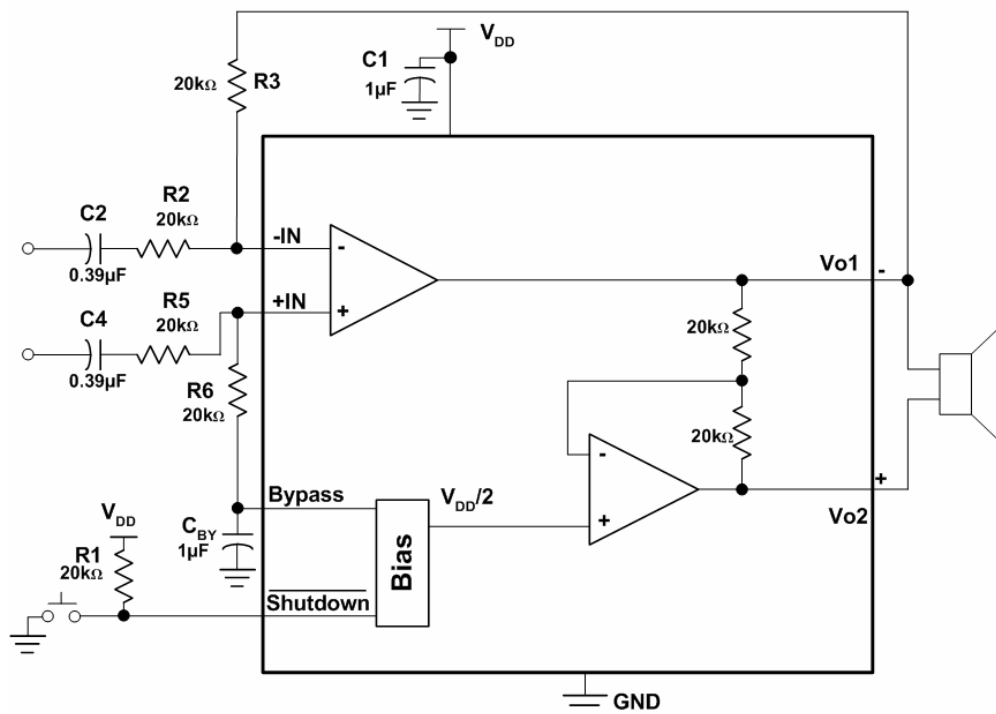 V_DD
C1
1µF
20kΩ
R3
R2
20kΩ
C2
0.39µF
-IN
-
Vo1
-
R5
20kΩ
+IN
+
C4
0.39µF
20kΩ
R6
20kΩ
20kΩ
-
Bypass
V_DD/2
+
+
Vo2
V_DD
C_BY
1µF
R1
20kΩ
Bias
Shutdown
GND